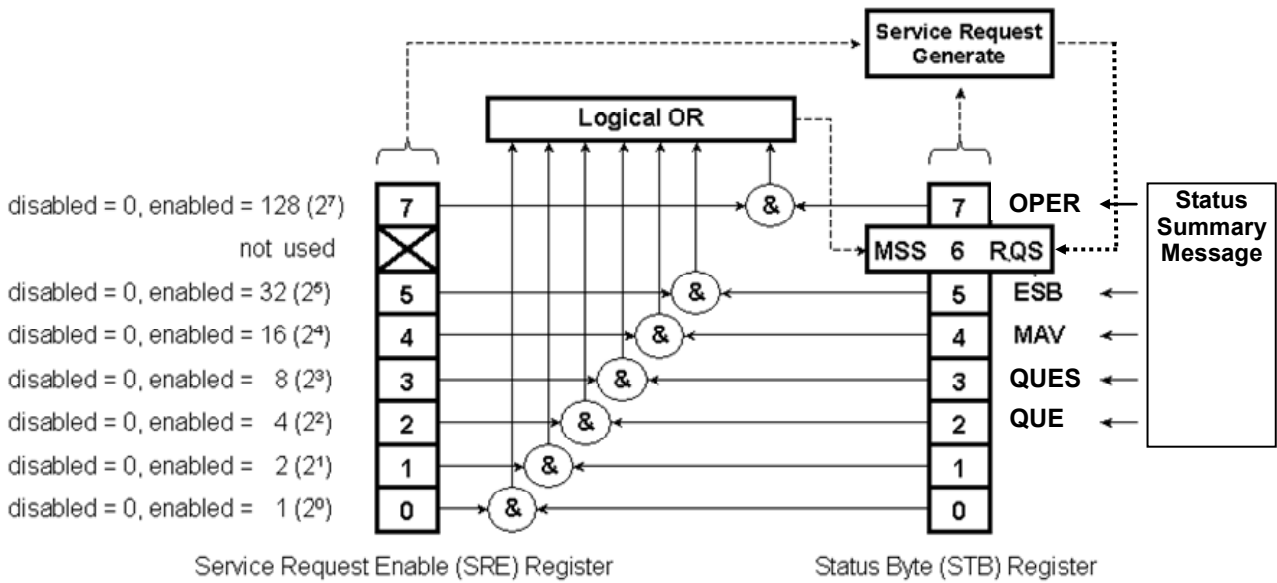 Service Request
Generate
Logical OR
disabled = 0, enabled = 128 (2⁷)
7
&
7
OPER
Status
Summary
Message
not used
MSS 6 RQS
disabled = 0, enabled = 32 (2⁵)
5
&
5
ESB
disabled = 0, enabled = 16 (2⁴)
4
&
4
MAV
disabled = 0, enabled = 8 (2³)
3
&
3
QUES
disabled = 0, enabled = 4 (2²)
2
&
2
QUE
disabled = 0, enabled = 2 (2¹)
1
&
1
disabled = 0, enabled = 1 (2⁰)
0
&
0
Service Request Enable (SRE) Register
Status Byte (STB) Register